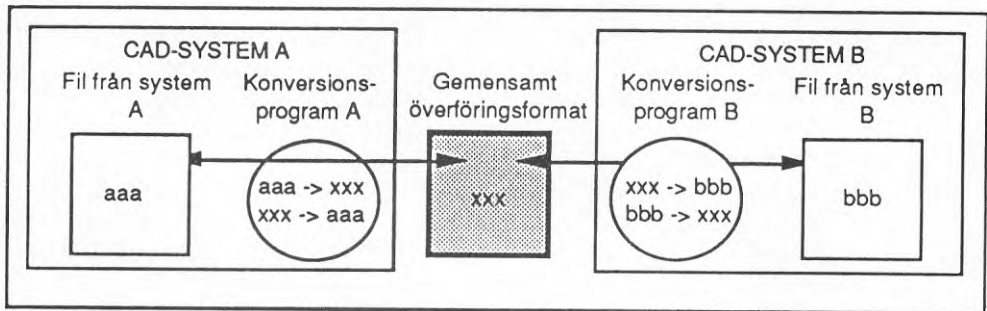 CAD-SYSTEM A
Fil från system
A
Konversions-
program A
aaa
aaa -> xxx
xxx -> aaa
Gemensamt
överföringsformat
xxx
CAD-SYSTEM B
Konversions-
program B
Fil från system
B
xxx -> bbb
bbb -> xxx
bbb